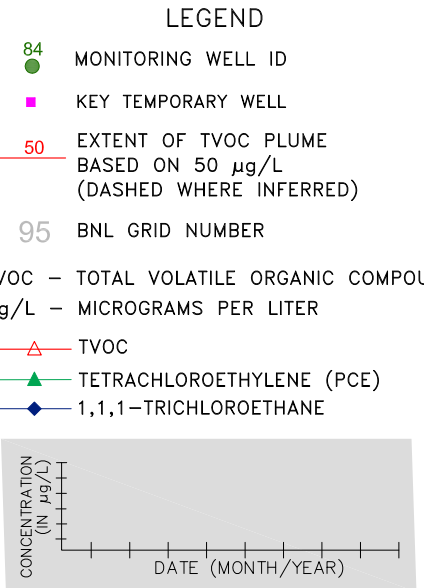 LEGEND
84
MONITORING WELL ID
KEY TEMPORARY WELL
50
EXTENT OF TVOC PLUME
BASED ON 50 µg/L
(DASHED WHERE INFERRED)
95 BNL GRID NUMBER
VOC – TOTAL VOLATILE ORGANIC COMPOU
g/L – MICROGRAMS PER LITER
TVOC
TETRACHLOROETHYLENE (PCE)
1,1,1–TRICHLOROETHANE
CONCENTRATION
(IN µg/L)
DATE (MONTH/YEAR)